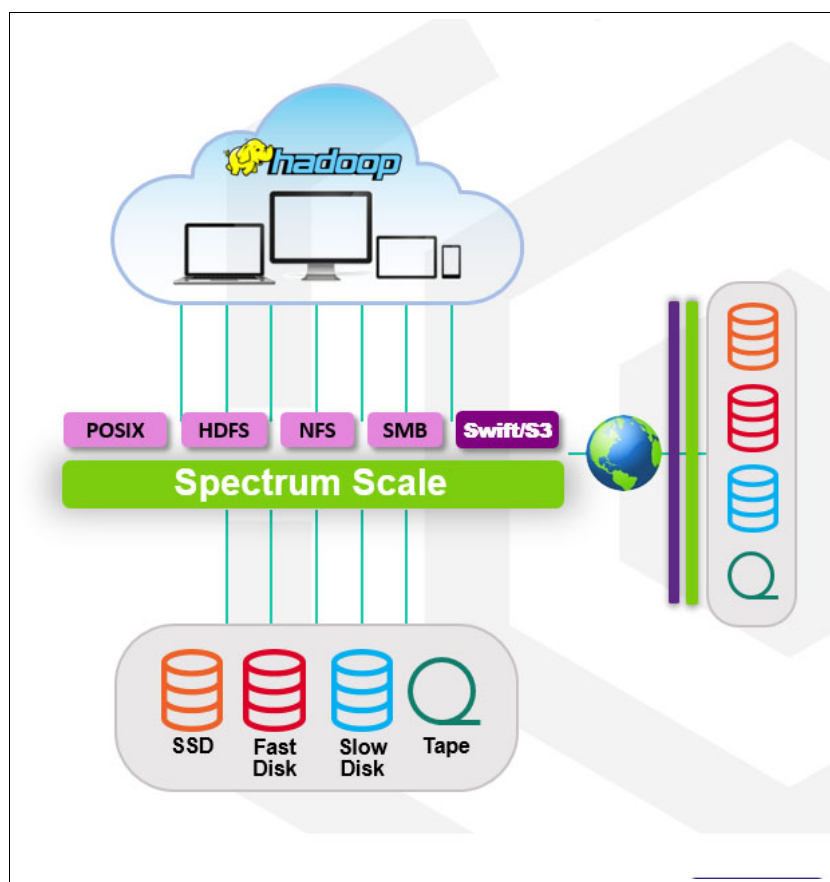 hadoop
POSIX HDFS NFS SMB Swift/S3
Spectrum Scale
SSD Fast Disk Slow Disk Tape